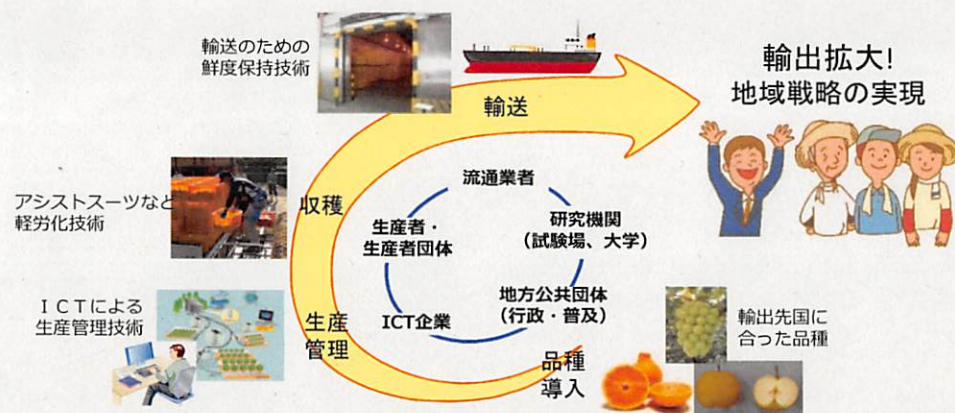 輸送のための
鮮度保持技術
輸送
輸出拡大!
地域戦略の実現
アシストスーツなど
軽労化技術
収穫
流通業者
生産者・
生産者団体
研究機関
(試験場、大学)
ICTによる
生産管理技術
生産
管理
ICT企業
地方公共団体
(行政・普及)
品種
導入
輸出先国に
合った品種